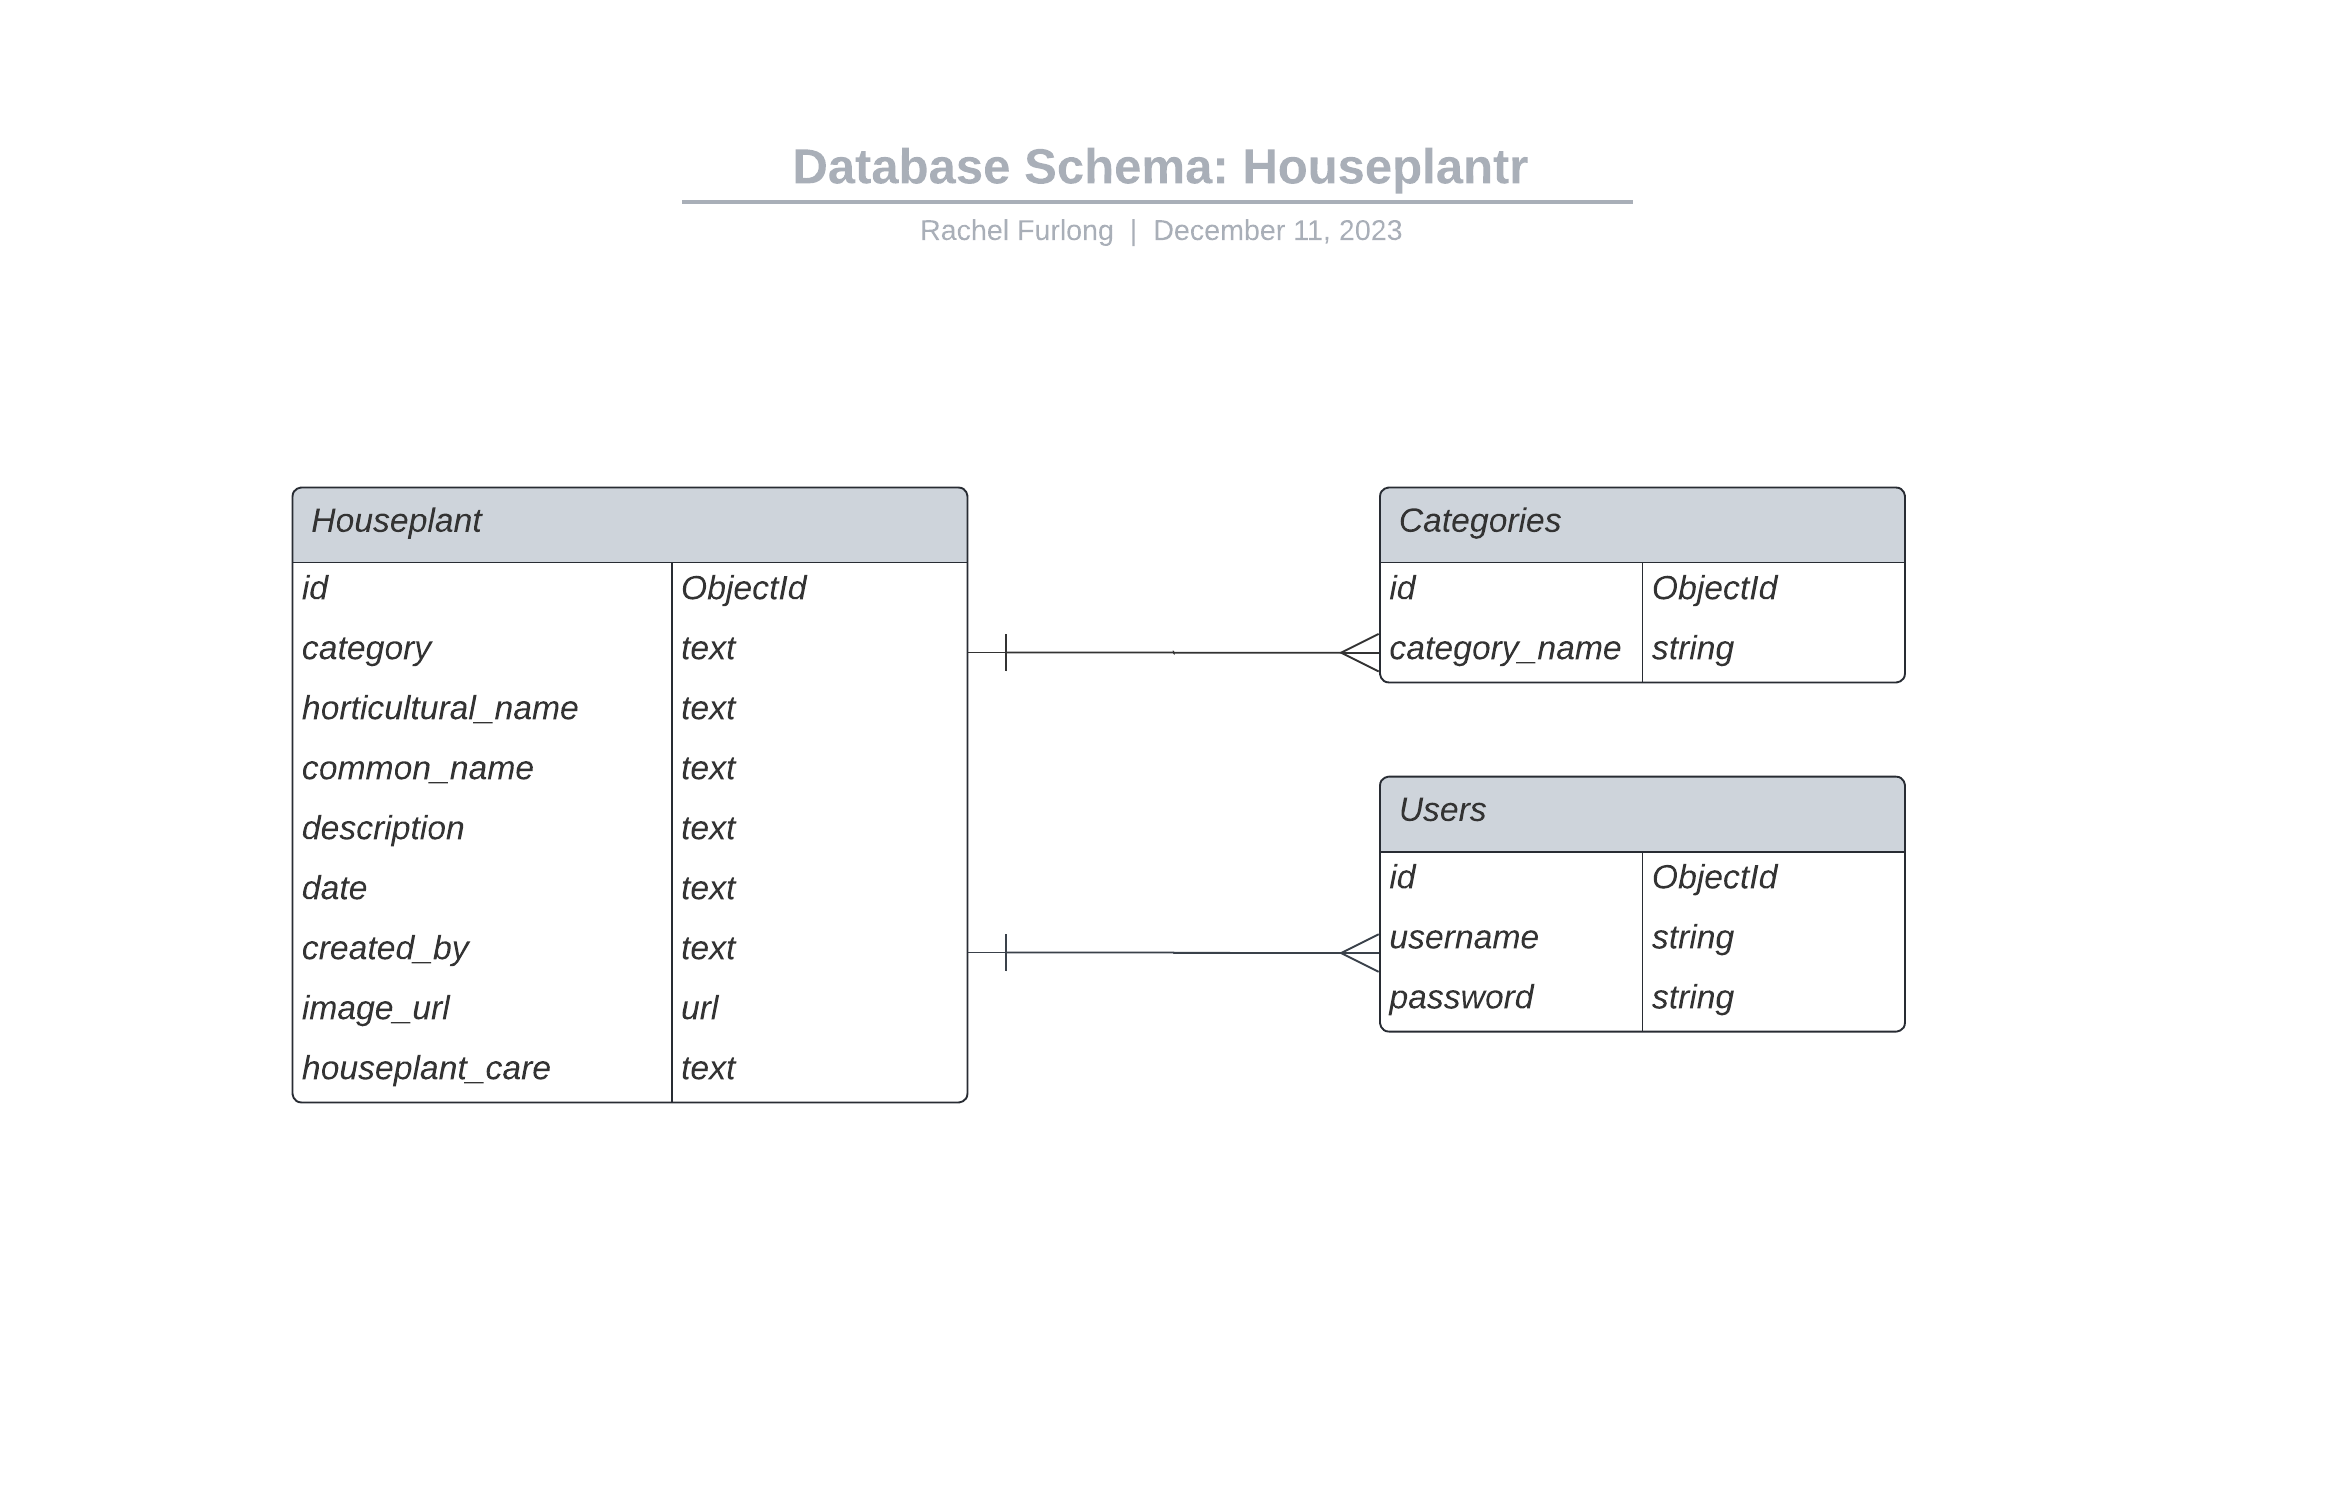 Database Schema: Houseplantr
Rachel Furlong | December 11, 2023
Houseplant
id ObjectId
category text
horticultural_name text
common_name text
description text
date text
created_by text
image_url url
houseplant_care text
Categories
id ObjectId
category_name string
Users
id ObjectId
username string
password string